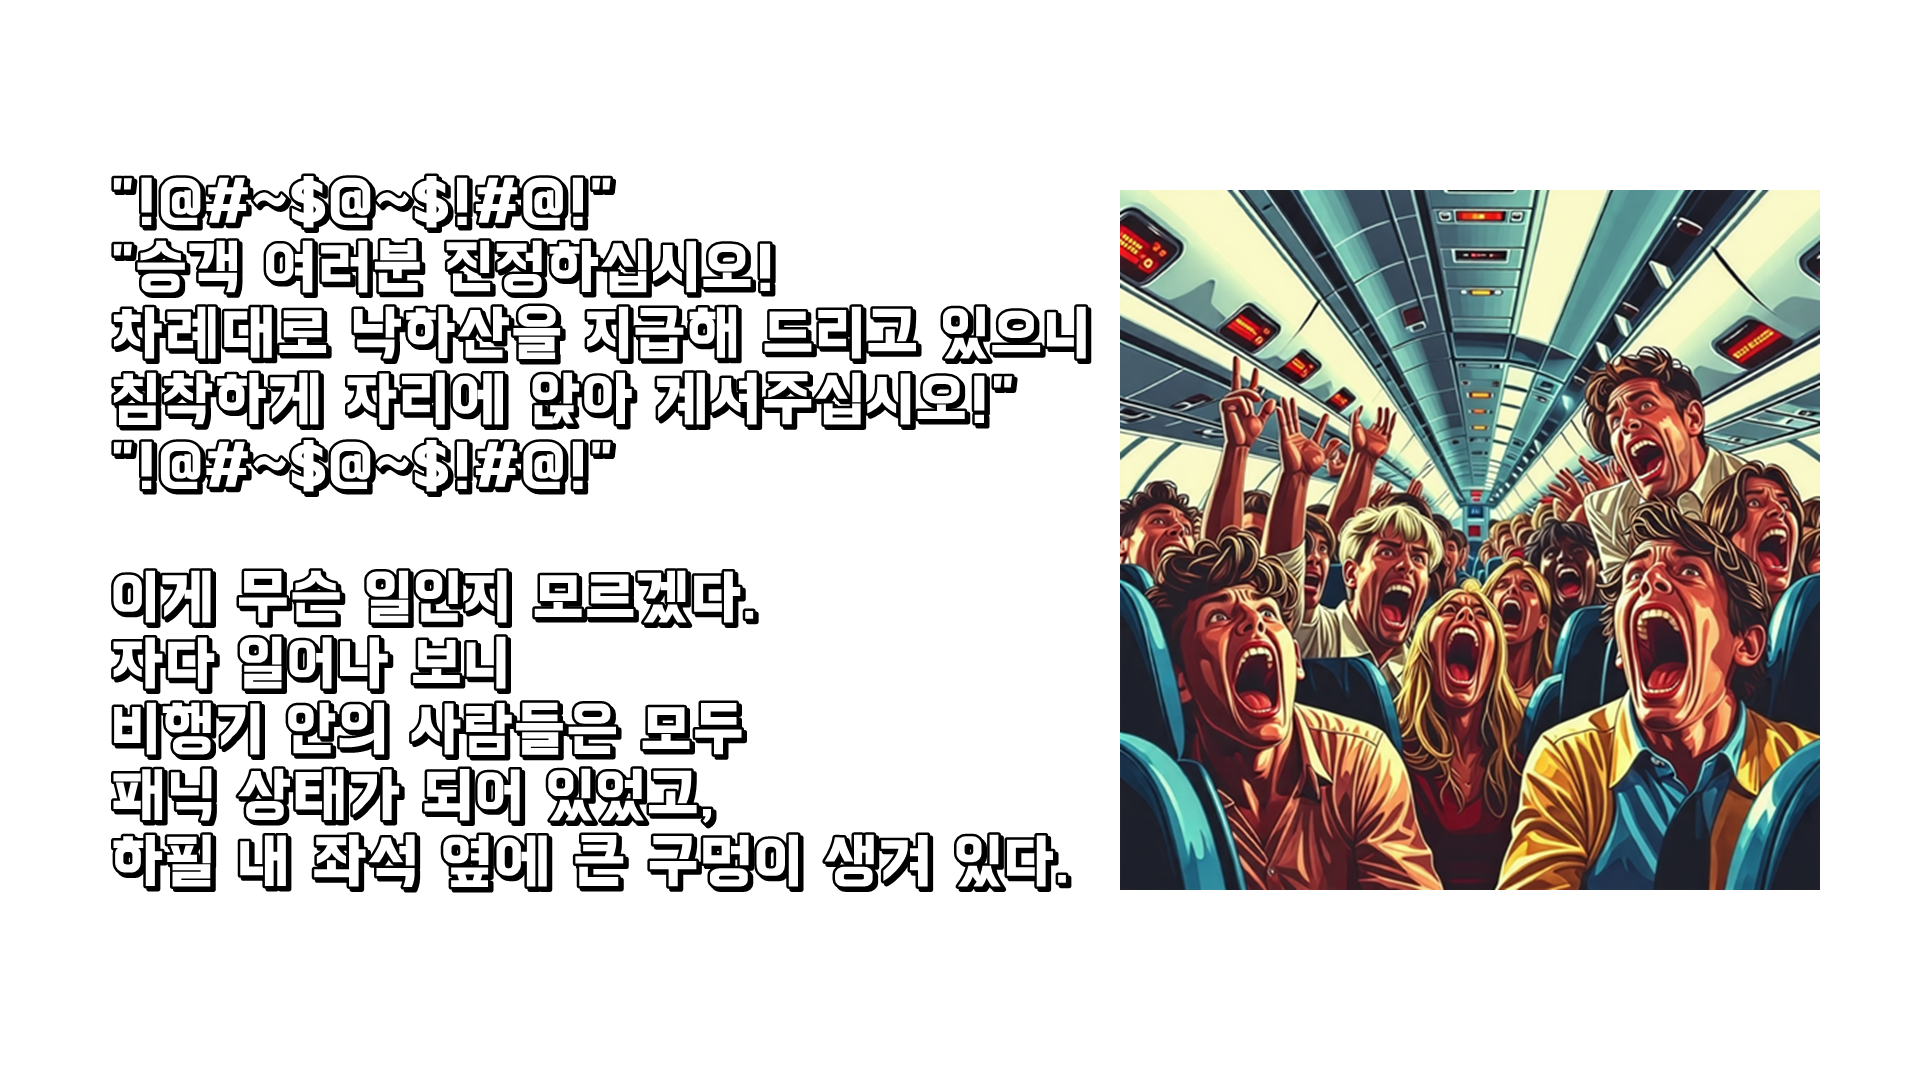 "!@#~$@~$!#@!"
"승객 여러분 진정하십시오!
차례대로 낙하산을 지급해 드리고 있으니
침착하게 자리에 앉아 계셔주십시오!"
"!@#~$@~$!#@!"
이게 무슨 일인지 모르겠다.
자다 일어나 보니
비행기 안의 사람들은 모두
패닉 상태가 되어 있었고,
하필 내 좌석 옆에 큰 구멍이 생겨 있다.